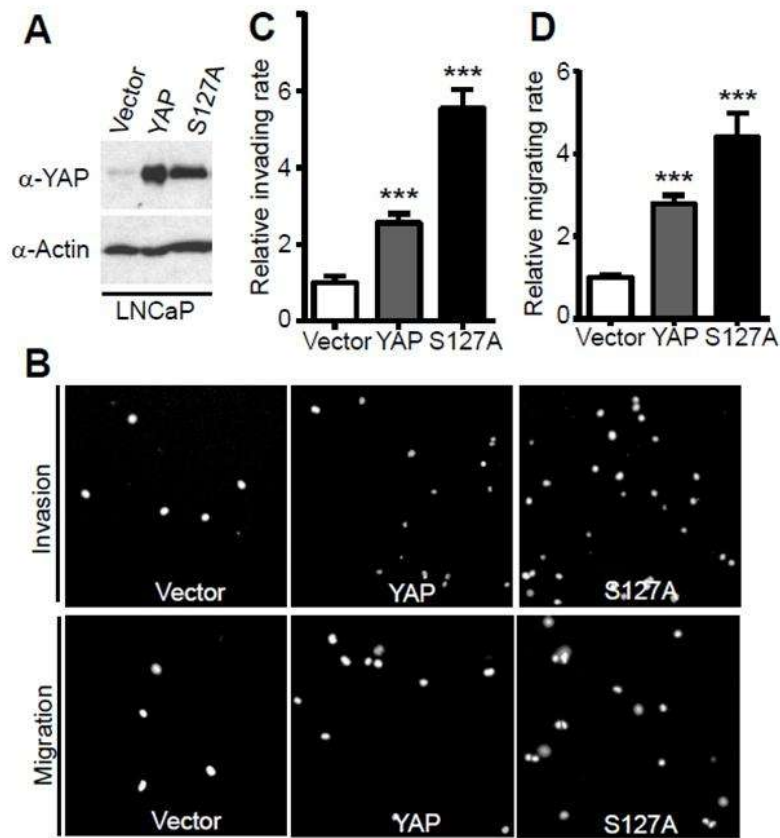 A
Vector
YAP
S127A
α-YAP
α-Actin
LNCaP
C
Relative invading rate
6
4
2
0
***
***
Vector YAP S127A
D
Relative migrating rate
6
4
2
0
***
***
Vector YAP S127A
B
Invasion
Vector
YAP
S127A
Migration
Vector
YAP
S127A